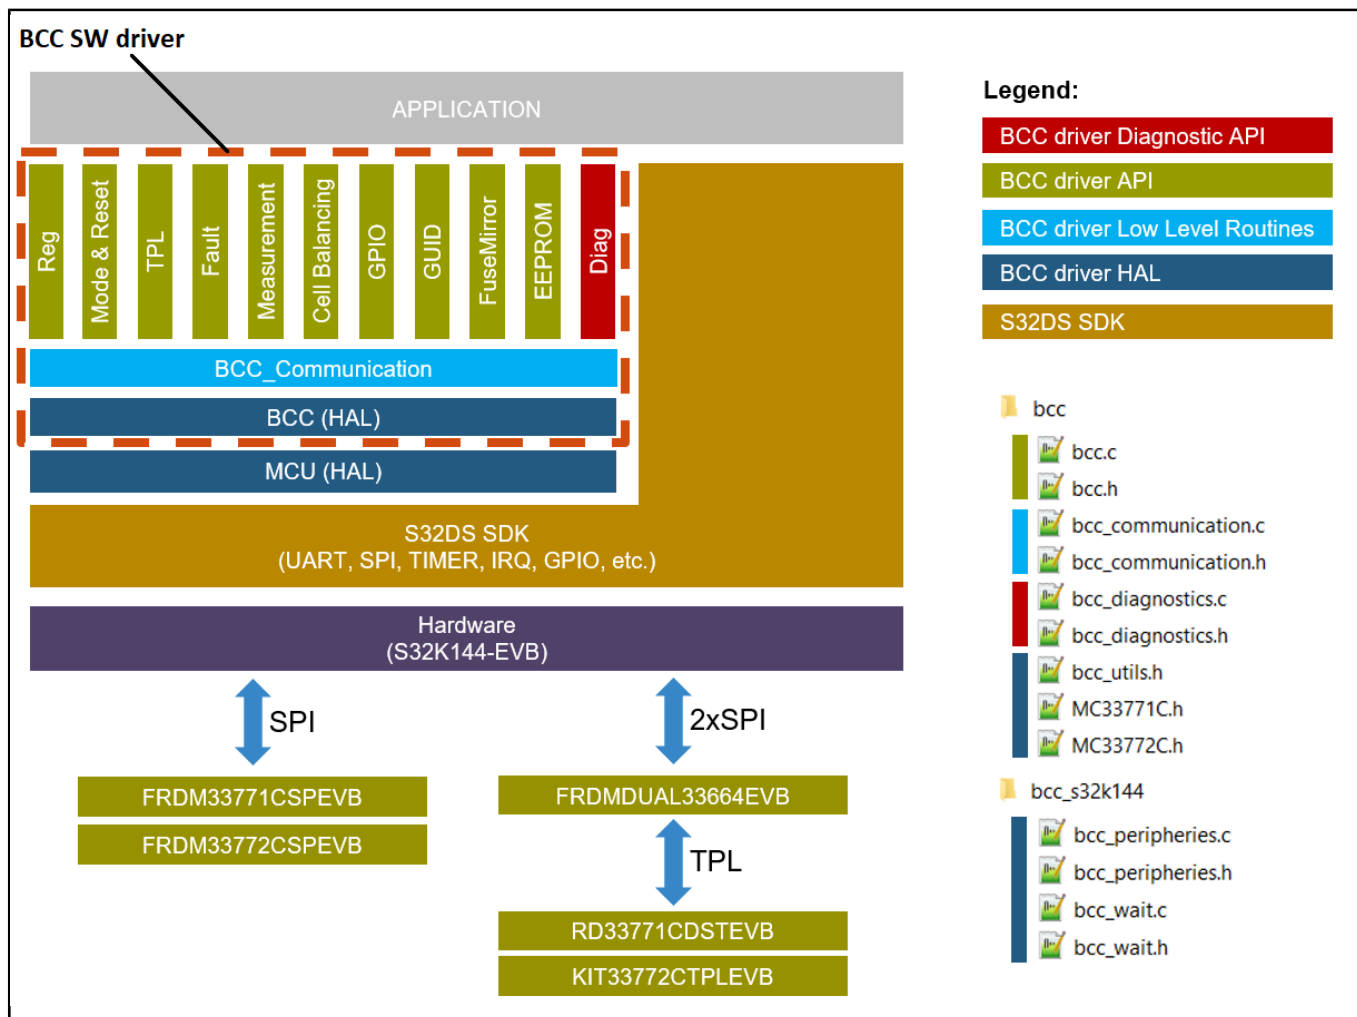 BCC SW driver
APPLICATION
Reg
Mode & Reset
TPL
Fault
Measurement
Cell Balancing
GPIO
GUID
FuseMirror
EEPROM
Diag
BCC_Communication
BCC (HAL)
MCU (HAL)
S32DS SDK
(UART, SPI, TIMER, IRQ, GPIO, etc.)
Hardware
(S32K144-EVB)
SPI
2xSPI
FRDM33771CSPEVB
FRDM33772CSPEVB
FRDMDUAL33664EVB
TPL
RD33771CDSTEVB
KIT33772CTPLEVB
Legend:
BCC driver Diagnostic API
BCC driver API
BCC driver Low Level Routines
BCC driver HAL
S32DS SDK
bcc
bcc.c
bcc.h
bcc_communication.c
bcc_communication.h
bcc_diagnostics.c
bcc_diagnostics.h
bcc_utils.h
MC33771C.h
MC33772C.h
bcc_s32k144
bcc_peripheries.c
bcc_peripheries.h
bcc_wait.c
bcc_wait.h